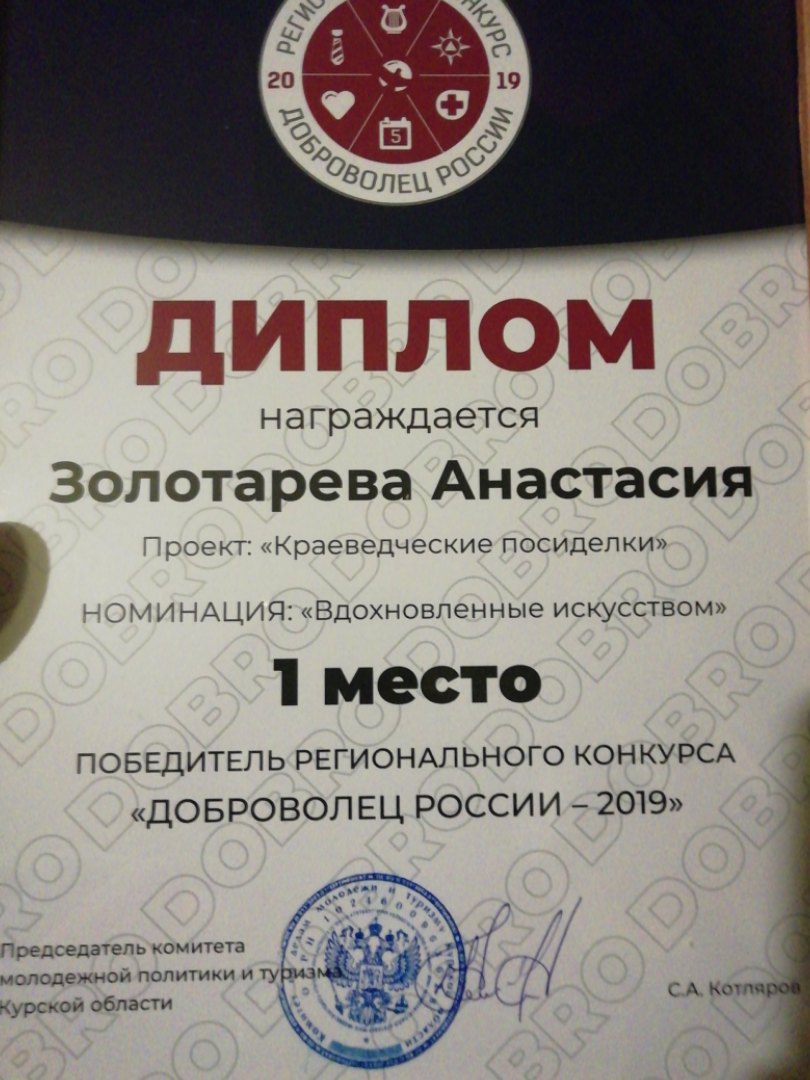 КОНКУРС
20 19
5
ДОБРОВОЛЕЦ РОССИИ
ДИПЛОМ
награждается
Золотарева Анастасия
Проект: «Краеведческие посиделки»
НОМИНАЦИЯ: «Вдохновленные искусством»
1 место
ПОБЕДИТЕЛЬ РЕГИОНАЛЬНОГО КОНКУРСА
«ДОБРОВОЛЕЦ РОССИИ – 2019»
Председатель комитета
молодежной политики и туризма
Курской области
С.А. Котляров